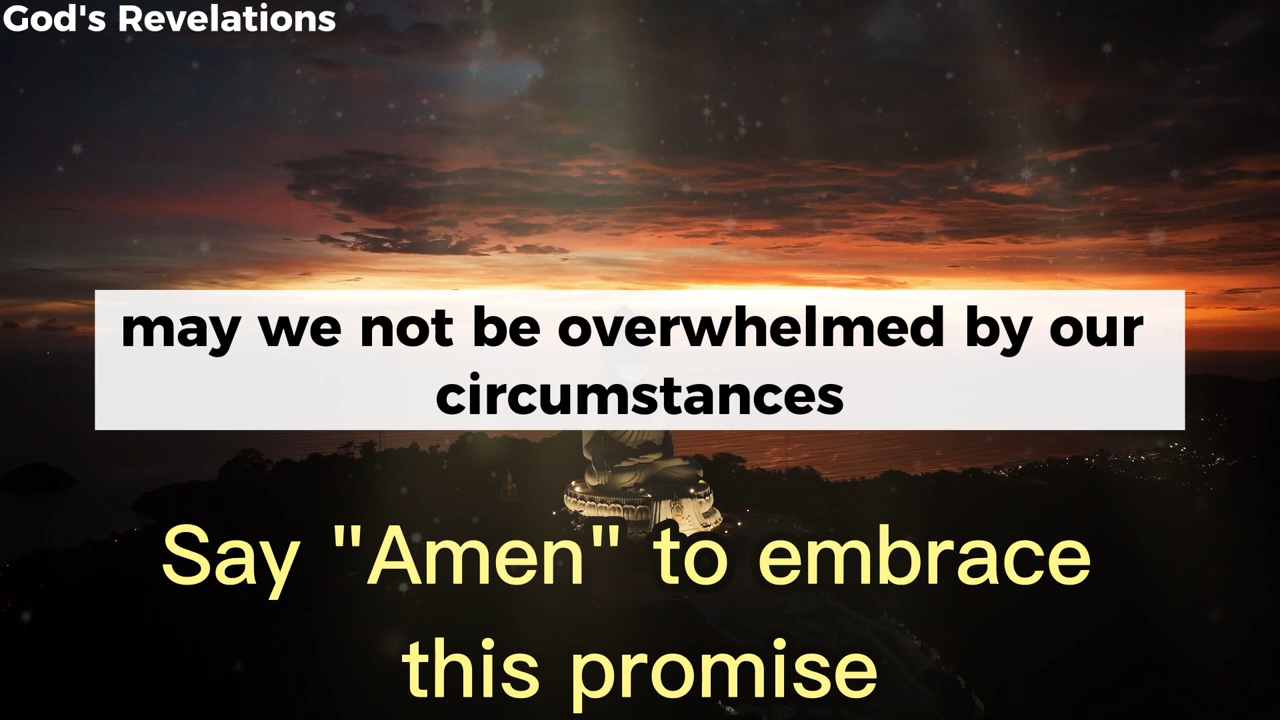 God's Revelations
may we not be overwhelmed by our
circumstances
Say "Amen" to embrace
this promise